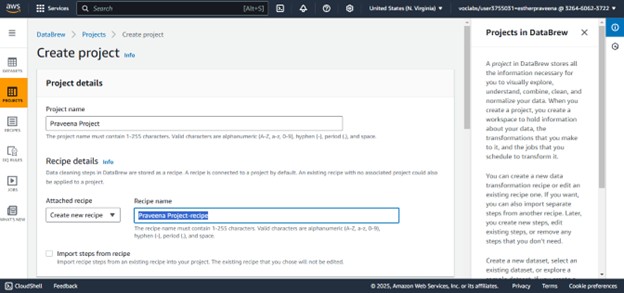 aws
Services
Search
[Alt+S]
United States (N. Virginia)
voclabs/user3755031=estherpraveena @ 3264-6062-3722
DATASETS
PROJECTS
RECIPES
DQ RULES
JOBS
WHAT'S NEW
DataBrew > Projects > Create project
Create project Info
Project details
Project name
Praveena Project
The project name must contain 1-255 characters. Valid characters are alphanumeric (A-Z, a-z, 0-9), hyphen (-), period (.), and space.
Recipe details Info
Data cleaning steps in DataBrew are stored as a recipe. A recipe is connected to a project by default. An existing recipe with no associated project could also
be applied to a project.
Attached recipe
Create new recipe
Recipe name
Praveena Project-recipe
The recipe name must contain 1-255 characters. Valid characters are alphanumeric (A-Z, a-z, 0-9),
hyphen (-), period (.), and space.
Import steps from recipe
Import recipe steps from an existing recipe into your project. The existing recipe that you chose will not be edited.
Projects in DataBrew
A project in DataBrew stores all
the information necessary for
you to visually explore,
understand, combine, clean, and
normalize your data. When you
create a project, you create a
workspace to hold information
about your data, the
transformations that you make
to it, and the jobs that you
schedule to transform it.
You can create a new data
transformation recipe or edit an
existing recipe one. If you want,
you can also import separate
steps from another recipe. Later,
you create new steps, edit
existing steps, or remove any
steps that you don't need.
Create a new dataset, select an
existing dataset, or explore a
CloudShell
Feedback
© 2025, Amazon Web Services, Inc. or its affiliates.
Privacy
Terms
Cookie preferences